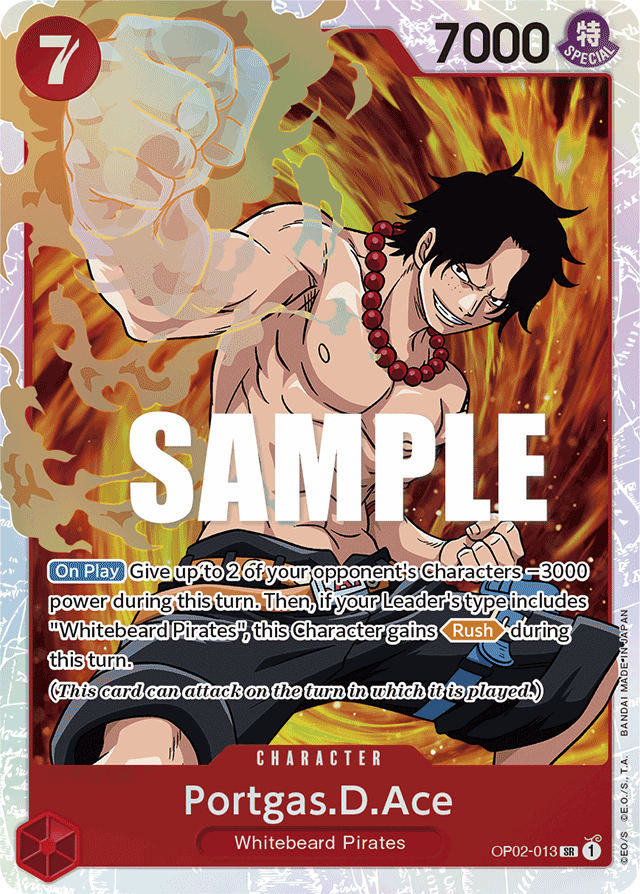 7
7000
特
SPECIAL
SAMPLE
On Play Give up to 2 of your opponent's Characters −3000
power during this turn. Then, if your Leader's type includes
"Whitebeard Pirates", this Character gains Rush during
this turn.
(This card can attack on the turn in which it is played.)
CHARACTER
Portgas.D.Ace
Whitebeard Pirates
OP02-013 SR 1
©E.O/S ©E.O./S., T.A. BANDAI MADE IN JAPAN